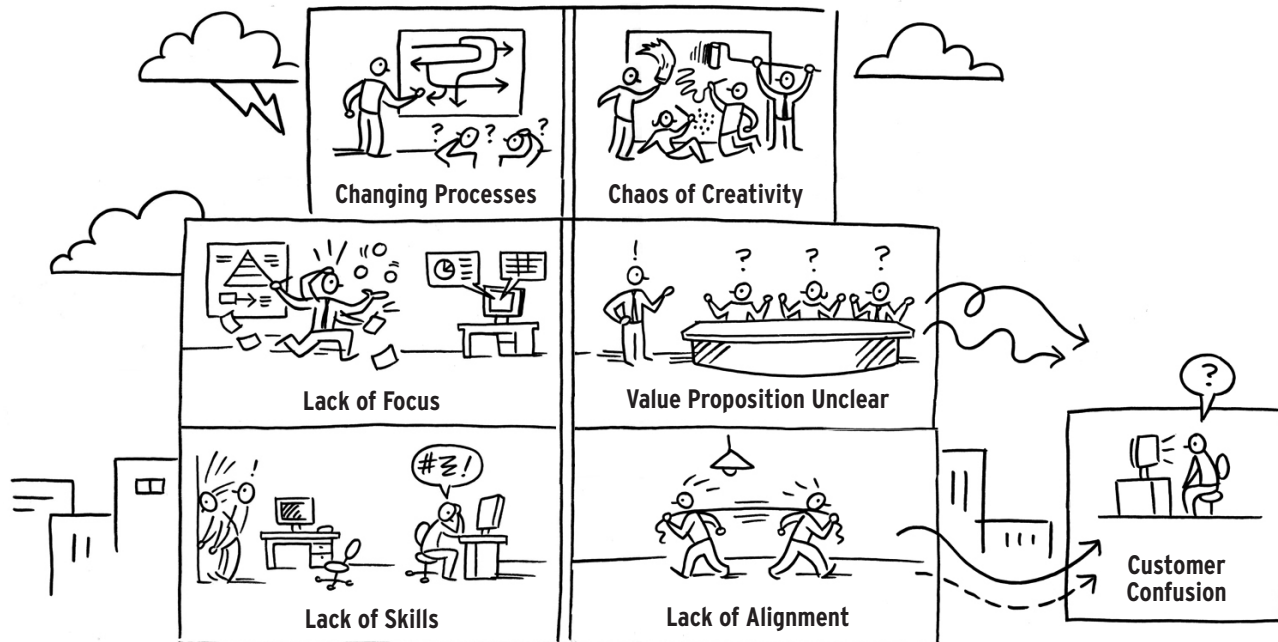 ? ? ?
Changing Processes
Chaos of Creativity
! ? ? ?
Lack of Focus
Value Proposition Unclear
?
! #
!
Lack of Skills
Lack of Alignment
Customer
Confusion